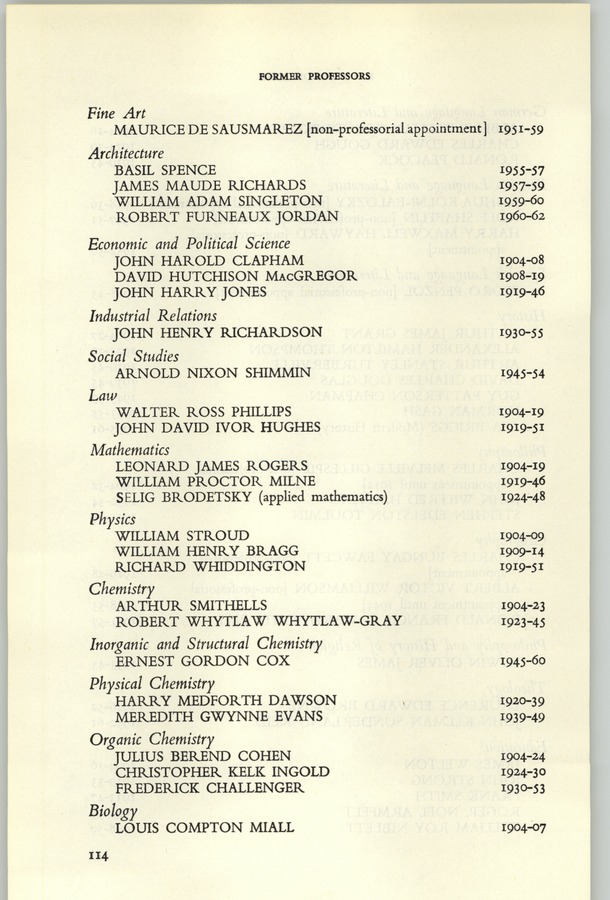 FORMER PROFESSORS
Fine Art
MAURICE DE SAUSMAREZ [non-professorial appointment] 1951-59
Architecture
BASIL SPENCE 1955-57
JAMES MAUDE RICHARDS 1957-59
WILLIAM ADAM SINGLETON 1959-60
ROBERT FURNEAUX JORDAN 1960-62
Economic and Political Science
JOHN HAROLD CLAPHAM 1904-08
DAVID HUTCHISON MACGREGOR 1908-19
JOHN HARRY JONES 1919-46
Industrial Relations
JOHN HENRY RICHARDSON 1930-55
Social Studies
ARNOLD NIXON SHIMMIN 1945-54
Law
WALTER ROSS PHILLIPS 1904-19
JOHN DAVID IVOR HUGHES 1919-51
Mathematics
LEONARD JAMES ROGERS 1904-19
WILLIAM PROCTOR MILNE 1919-46
SELIG BRODETSKY (applied mathematics) 1924-48
Physics
WILLIAM STROUD 1904-09
WILLIAM HENRY BRAGG 1909-14
RICHARD WHIDDINGTON 1919-51
Chemistry
ARTHUR SMITHELLS 1904-23
ROBERT WHYTLAW WHYTLAW-GRAY 1923-45
Inorganic and Structural Chemistry
ERNEST GORDON COX 1945-60
Physical Chemistry
HARRY MEDFORTH DAWSON 1920-39
MEREDITH GWYNNE EVANS 1939-49
Organic Chemistry
JULIUS BEREND COHEN 1904-24
CHRISTOPHER KELK INGOLD 1924-30
FREDERICK CHALLENGER 1930-53
Biology
LOUIS COMPTON MIALL 1904-07
114